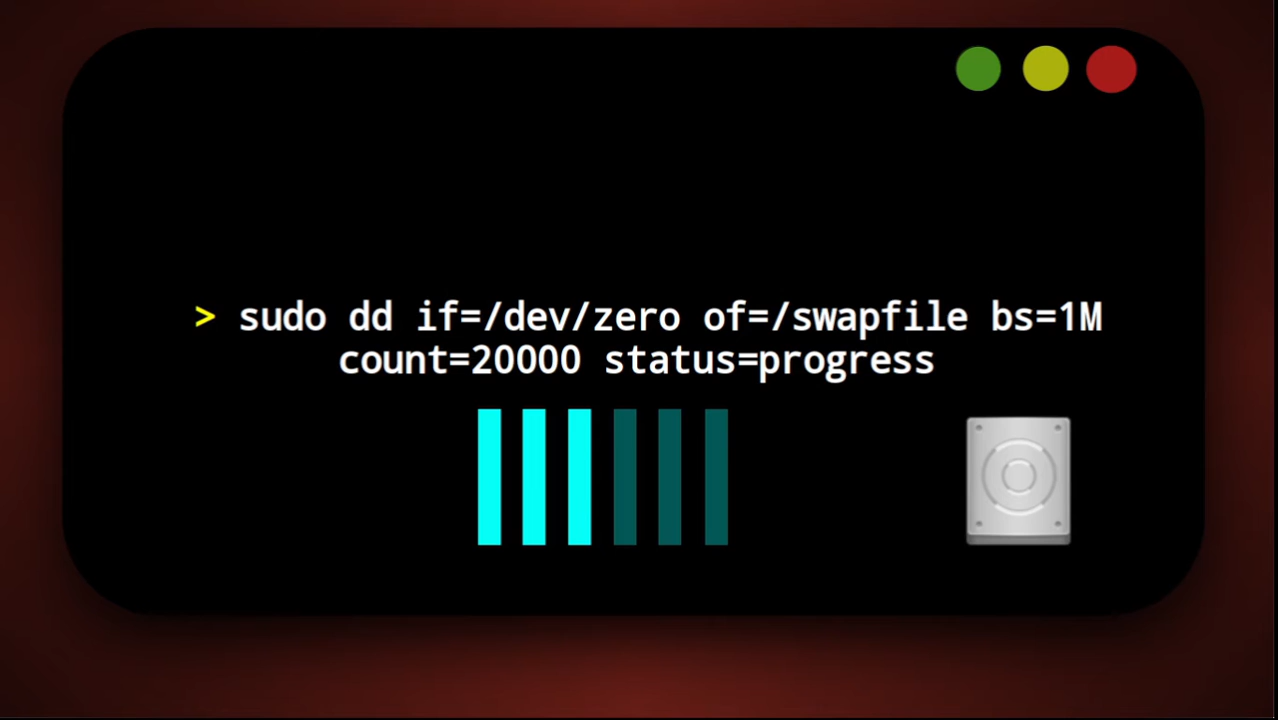 > sudo dd if=/dev/zero of=/swapfile bs=1M
count=20000 status=progress